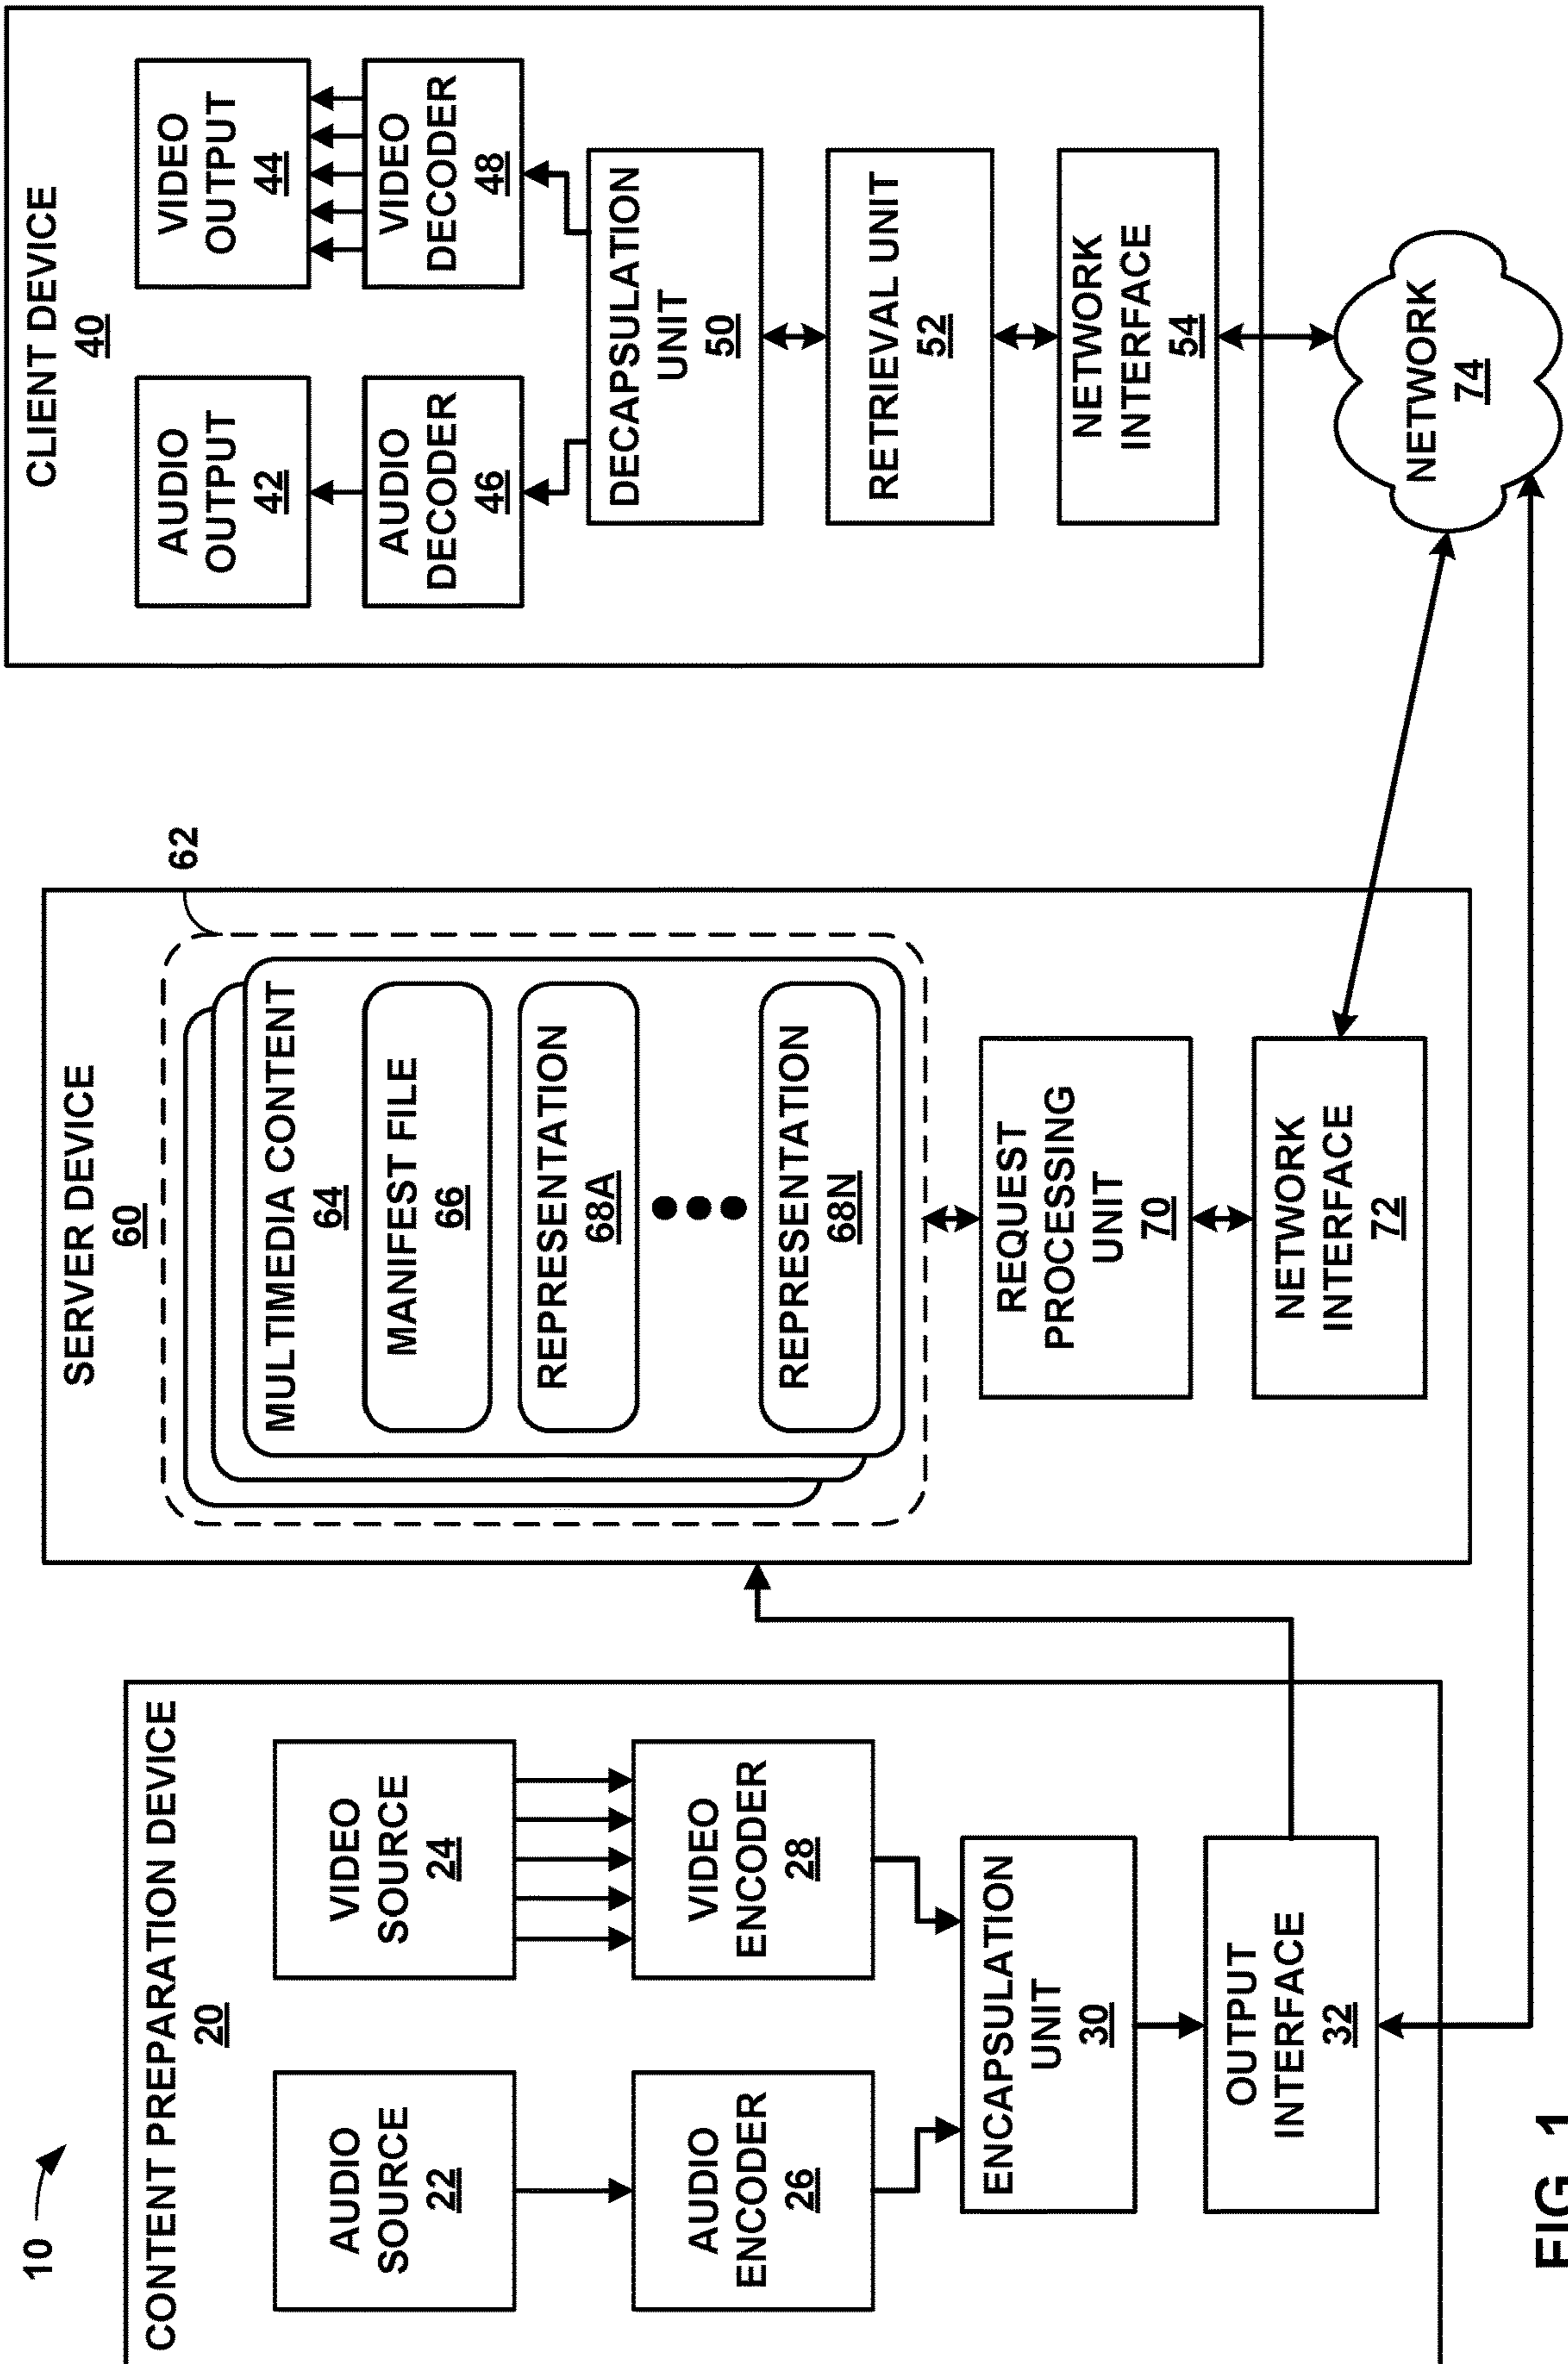 10
CONTENT PREPARATION DEVICE
20
AUDIO
SOURCE
22
VIDEO
SOURCE
24
AUDIO
ENCODER
26
VIDEO
ENCODER
28
ENCAPSULATION
UNIT
30
OUTPUT
INTERFACE
32
SERVER DEVICE
60
62
MULTIMEDIA CONTENT
64
MANIFEST FILE
66
REPRESENTATION
68A
REPRESENTATION
68N
REQUEST
PROCESSING
UNIT
70
NETWORK
INTERFACE
72
CLIENT DEVICE
40
AUDIO
OUTPUT
42
VIDEO
OUTPUT
44
AUDIO
DECODER
46
VIDEO
DECODER
48
DECAPSULATION
UNIT
50
RETRIEVAL UNIT
52
NETWORK
INTERFACE
54
NETWORK
74
FIG. 1